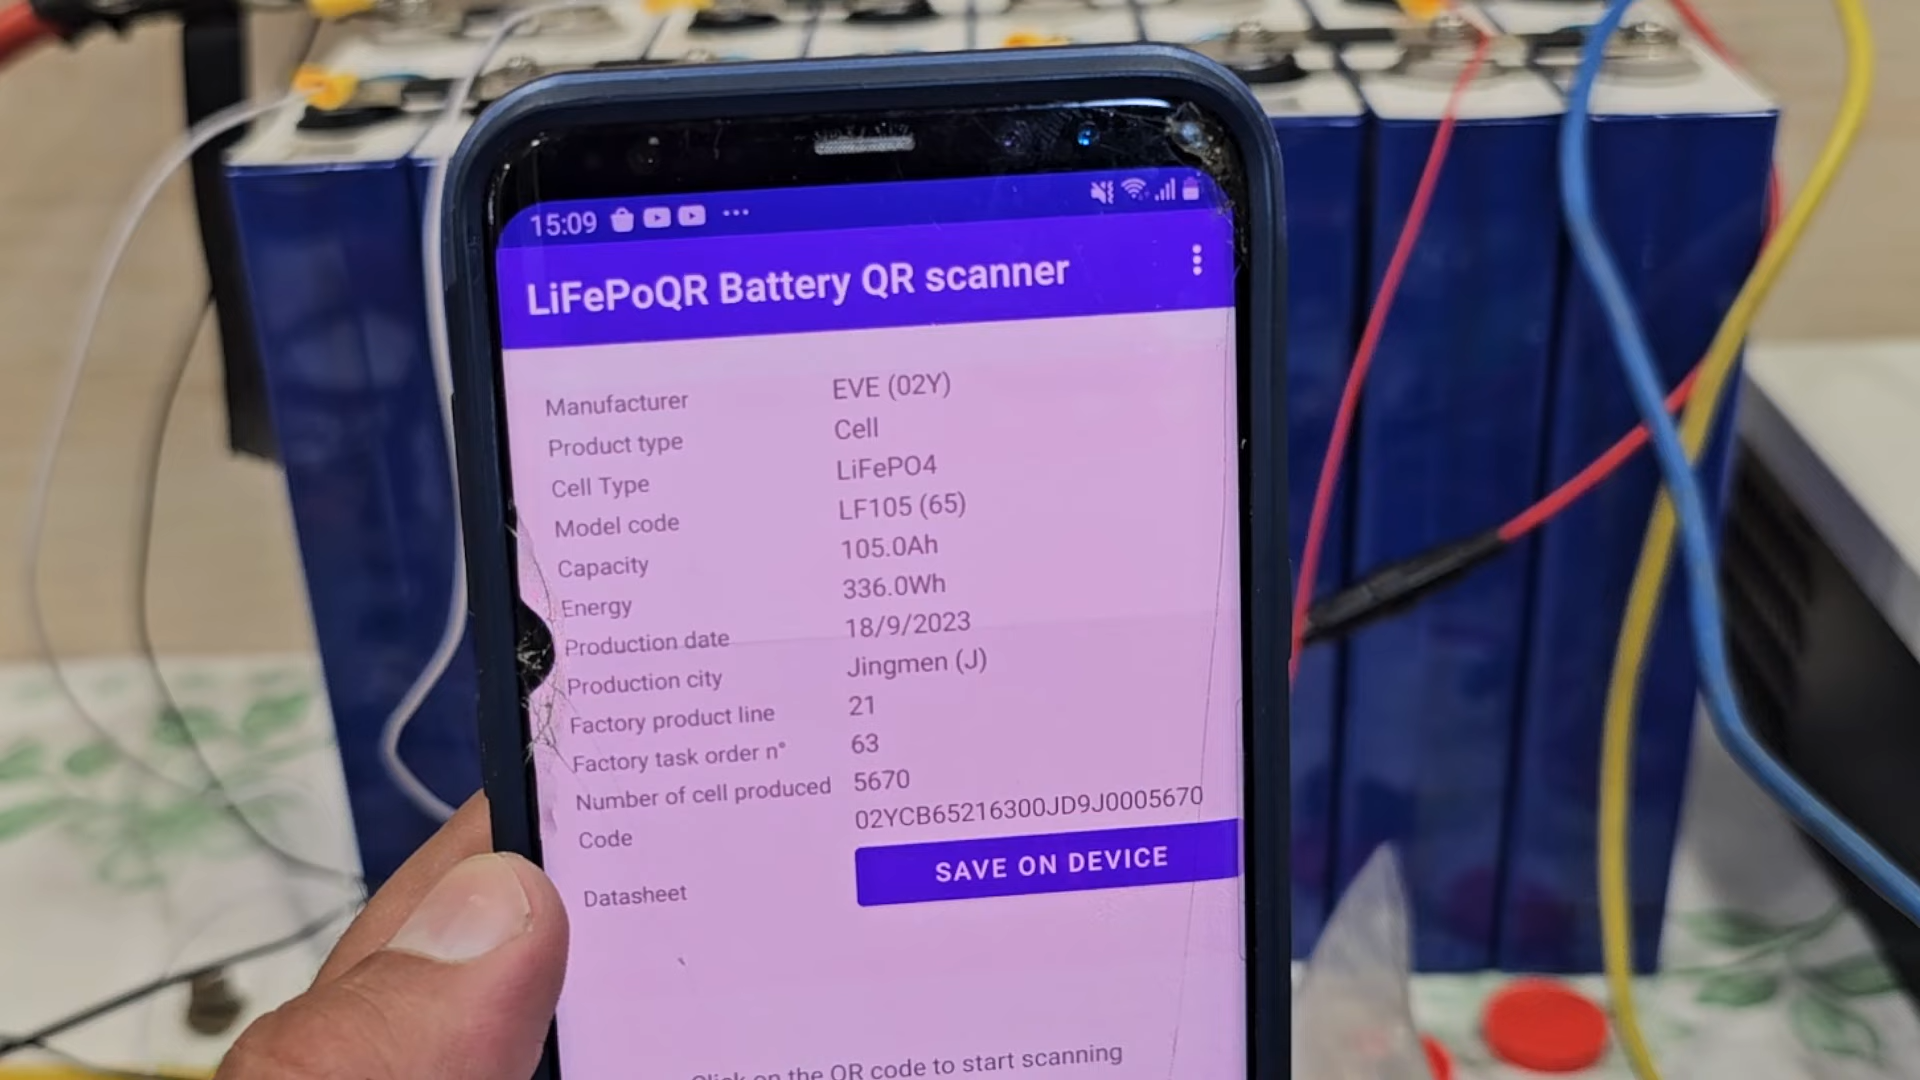 15:09
LiFePoQR Battery QR scanner
Manufacturer EVE (02Y)
Product type Cell
Cell Type LiFePO4
Model code LF105 (65)
Capacity 105.0Ah
Energy 336.0Wh
Production date 18/9/2023
Production city Jingmen (J)
Factory product line 21
Factory task order n° 63
Number of cell produced 5670
Code 02YCB65216300JD9J0005670
Datasheet SAVE ON DEVICE
Click on the QR code to start scanning